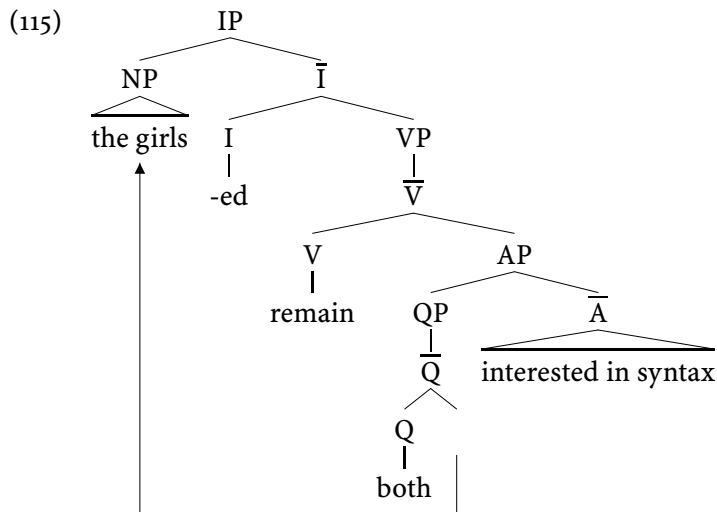 (115) IP
NP I̅
the girls I VP
-ed V̅
V AP
remain QP A̅
Q̅ interested in syntax
Q
both